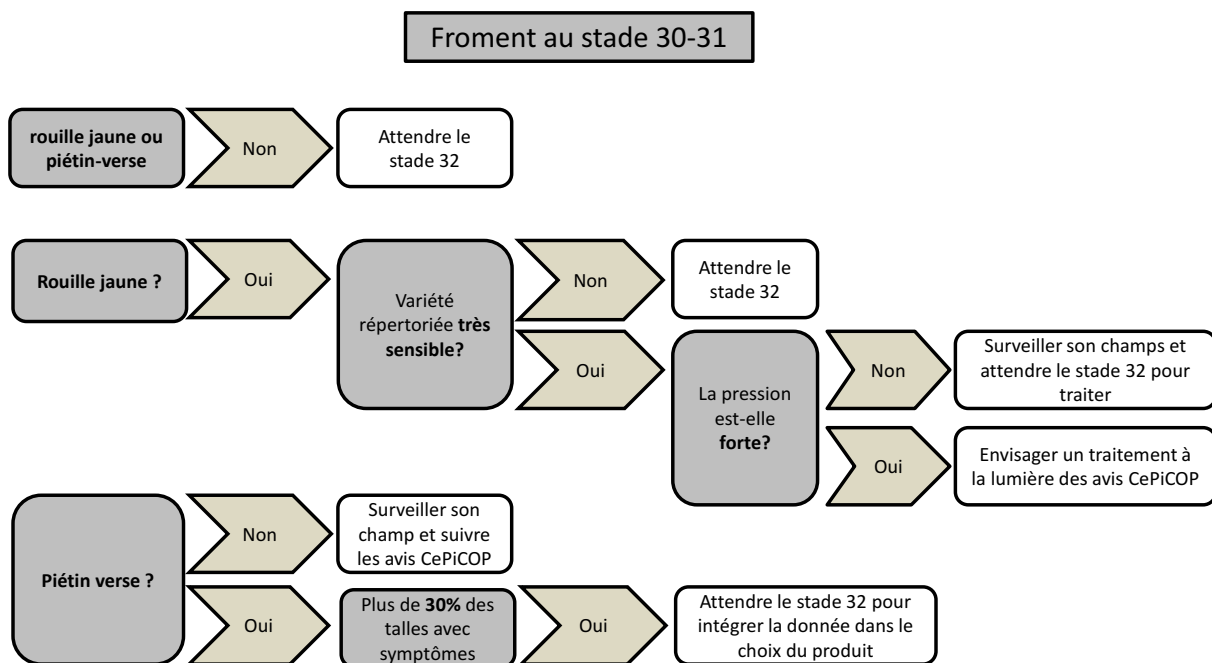 Froment au stade 30-31
rouille jaune ou
piétin-verse
Non
Attendre le
stade 32
Rouille jaune ?
Oui
Variété
répertoriée très
sensible?
Non
Attendre le
stade 32
Oui
La pression
est-elle
forte?
Non
Surveiller son champs et
attendre le stade 32 pour
traiter
Oui
Envisager un traitement à
la lumière des avis CePiCOP
Piétin verse ?
Non
Surveiller son
champ et suivre
les avis CePiCOP
Oui
Plus de 30% des
talles avec
symptômes
Oui
Attendre le stade 32 pour
intégrer la donnée dans le
choix du produit